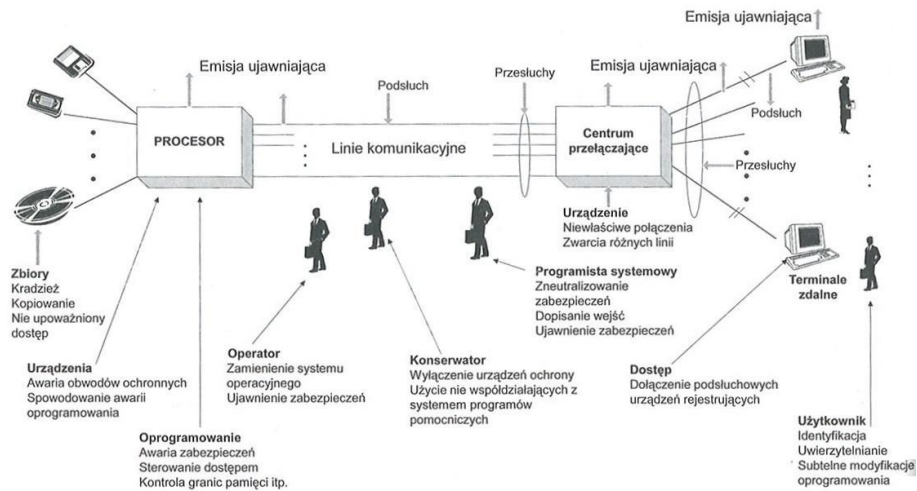 Emisja ujawniająca
Emisja ujawniająca
Podsłuch
Przesłuchy
Emisja ujawniająca
PROCESOR
Linie komunikacyjne
Centrum
przełączające
Podsłuch
Przesłuchy
Zbiory
Kradzież
Kopiowanie
Nie upoważniony
dostęp
Urządzenie
Niewłaściwe połączenia
Zwarcia różnych linii
Programista systemowy
Zneutralizowanie
zabezpieczeń
Dopisanie wejść
Ujawnienie zabezpieczeń
Terminale
zdalne
Urządzenia
Awaria obwodów ochronnych
Spowodowanie awarii
oprogramowania
Operator
Zamienienie systemu
operacyjnego
Ujawnienie zabezpieczeń
Konserwator
Wyłączenie urządzeń ochrony
Użycie nie współdziałających z
systemem programów
pomocniczych
Dostęp
Dołączenie podsłuchowych
urządzeń rejestrujących
Oprogramowanie
Awaria zabezpieczeń
Sterowanie dostępem
Kontrola granic pamięci itp.
Użytkownik
Identyfikacja
Uwierzytelnianie
Subtelne modyfikacje
oprogramowania